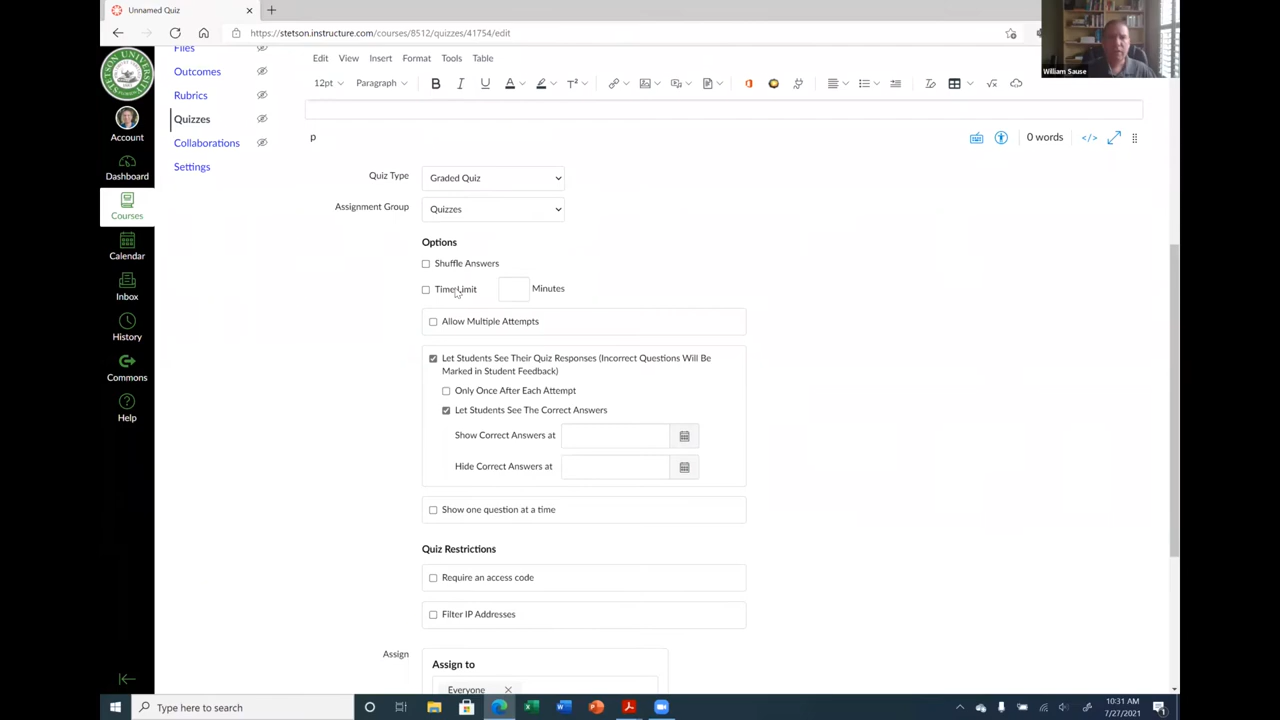 Unnamed Quiz
https://stetson.instructure.com/courses/8512/quizzes/41754/edit
William Sause
Files
Outcomes
Rubrics
Quizzes
Collaborations
Settings
Account
Dashboard
Courses
Calendar
Inbox
History
Commons
Help
Edit View Insert Format Tools Table
12pt Paragraph B I U A T²
p
0 words </>
Quiz Type Graded Quiz
Assignment Group Quizzes
Options
Shuffle Answers
Time Limit Minutes
Allow Multiple Attempts
Let Students See Their Quiz Responses (Incorrect Questions Will Be
Marked in Student Feedback)
Only Once After Each Attempt
Let Students See The Correct Answers
Show Correct Answers at
Hide Correct Answers at
Show one question at a time
Quiz Restrictions
Require an access code
Filter IP Addresses
Assign
Assign to
Everyone
Type here to search
10:31 AM
7/27/2021